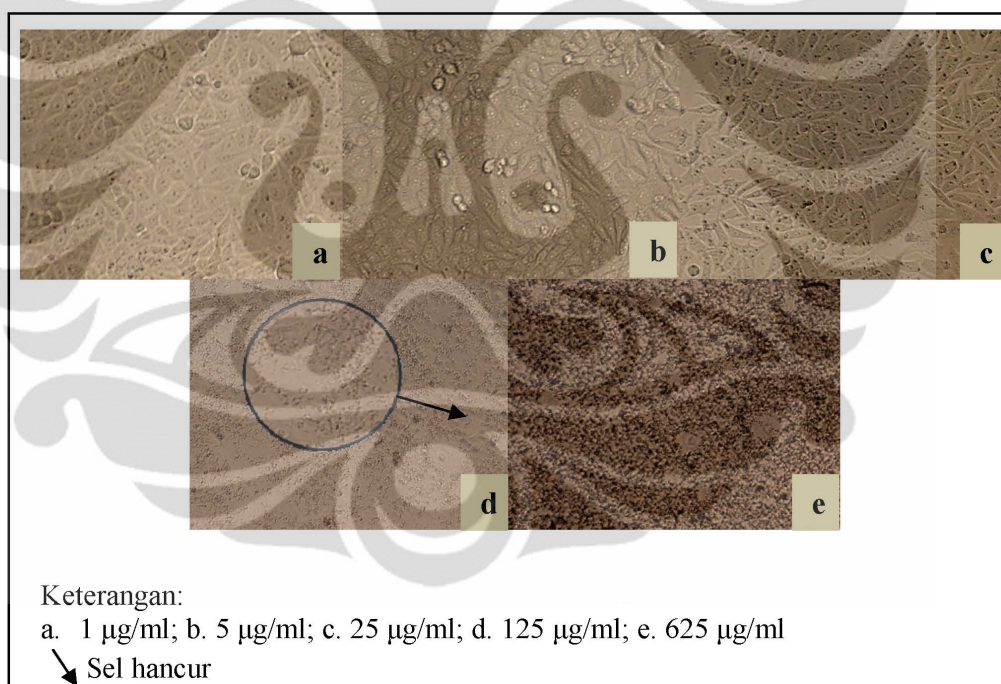 a
b
c
d
e
Keterangan:
a. 1 μg/ml; b. 5 μg/ml; c. 25 μg/ml; d. 125 μg/ml; e. 625 μg/ml
Sel hancur